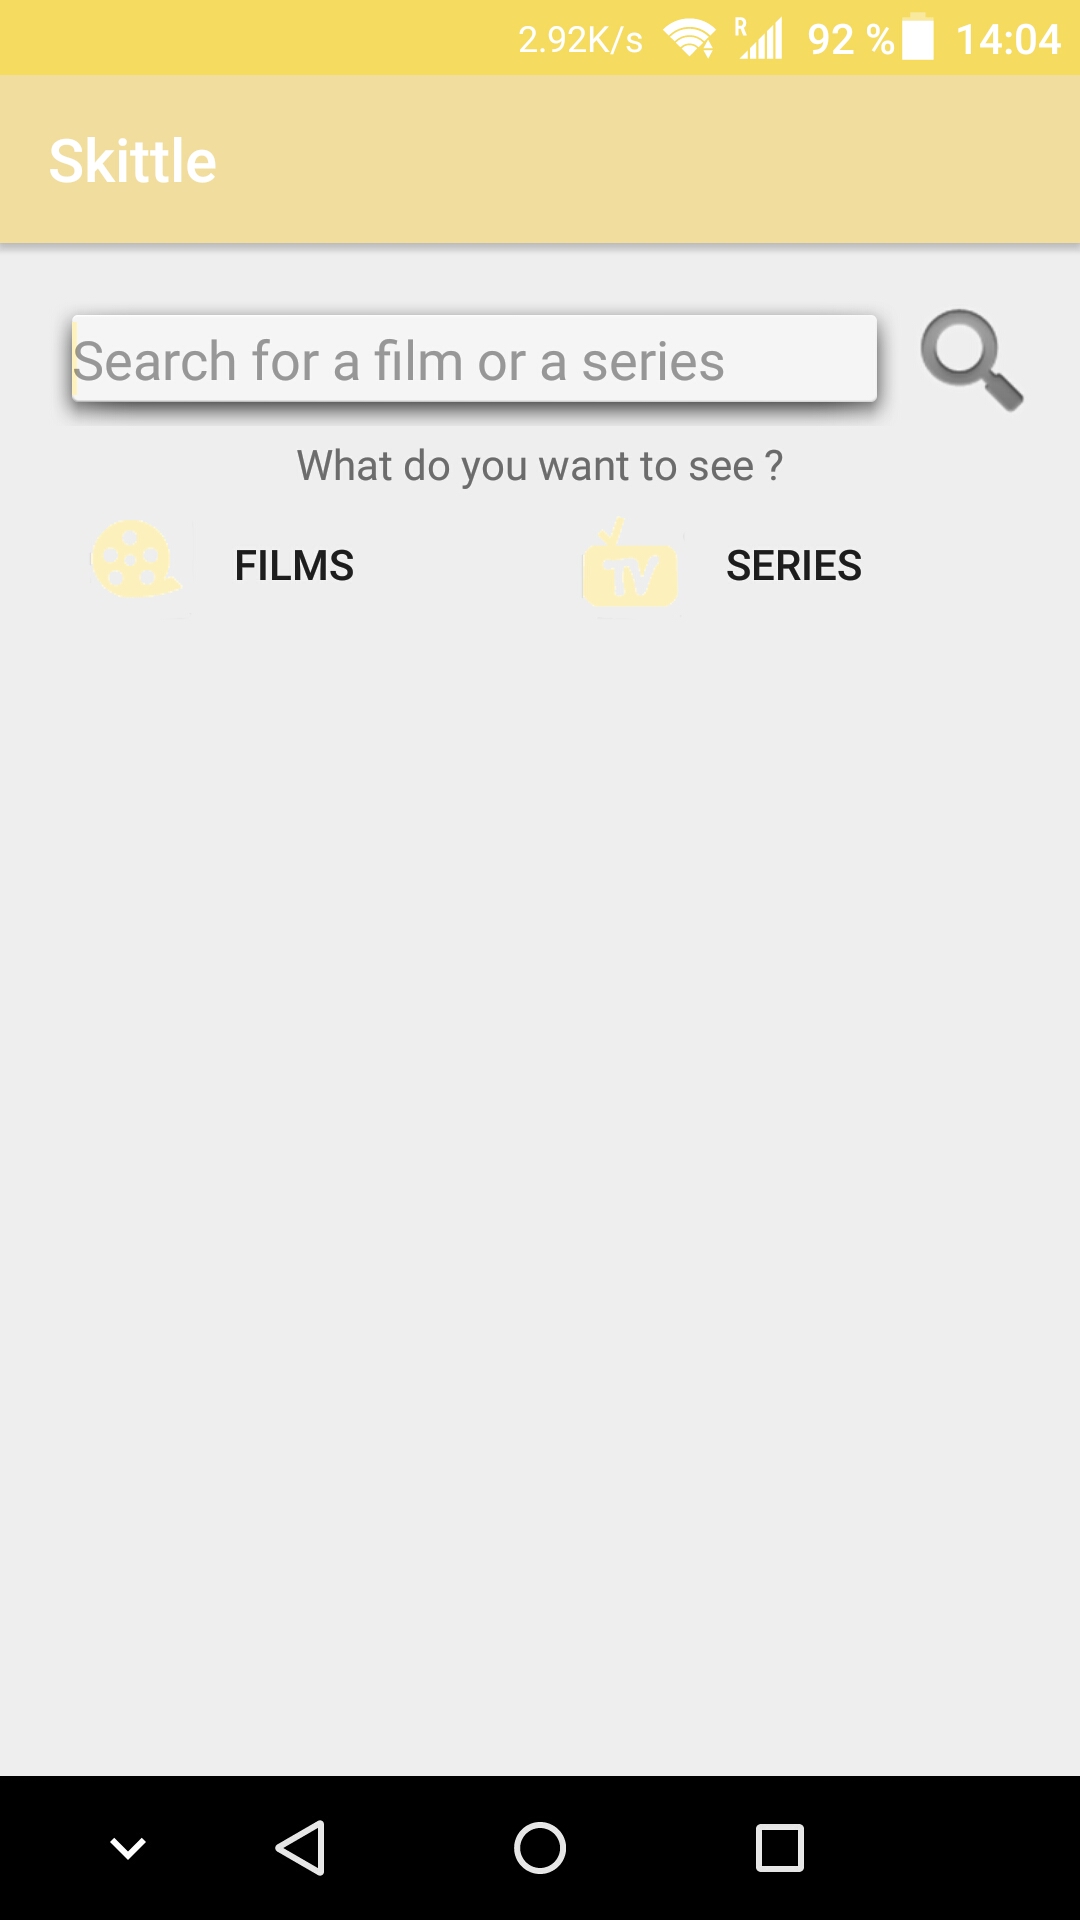 2.92K/s R 92 % 14:04
Skittle
Search for a film or a series
What do you want to see ?
FILMS TV SERIES